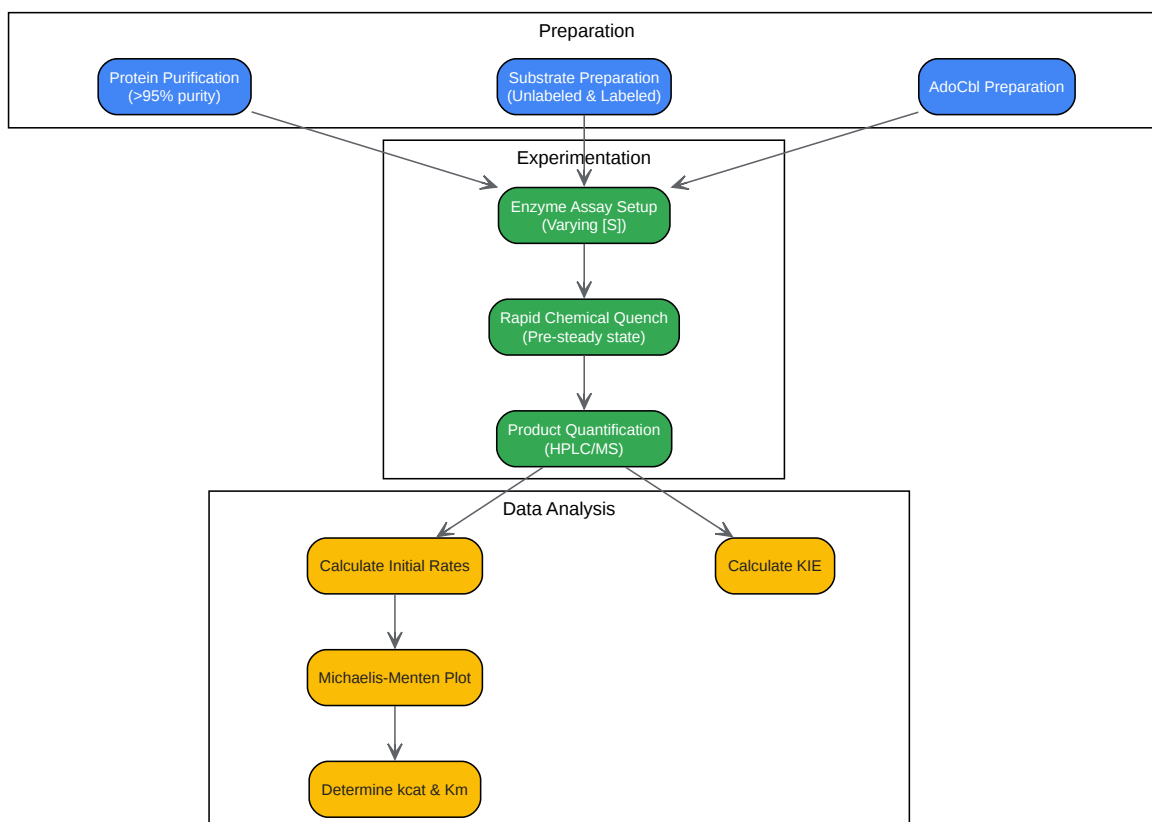 Preparation
Protein Purification
(>95% purity)
Substrate Preparation
(Unlabeled & Labeled)
AdoCbl Preparation
Experimentation
Enzyme Assay Setup
(Varying [S])
Rapid Chemical Quench
(Pre-steady state)
Product Quantification
(HPLC/MS)
Data Analysis
Calculate Initial Rates
Calculate KIE
Michaelis-Menten Plot
Determine kcat & Km